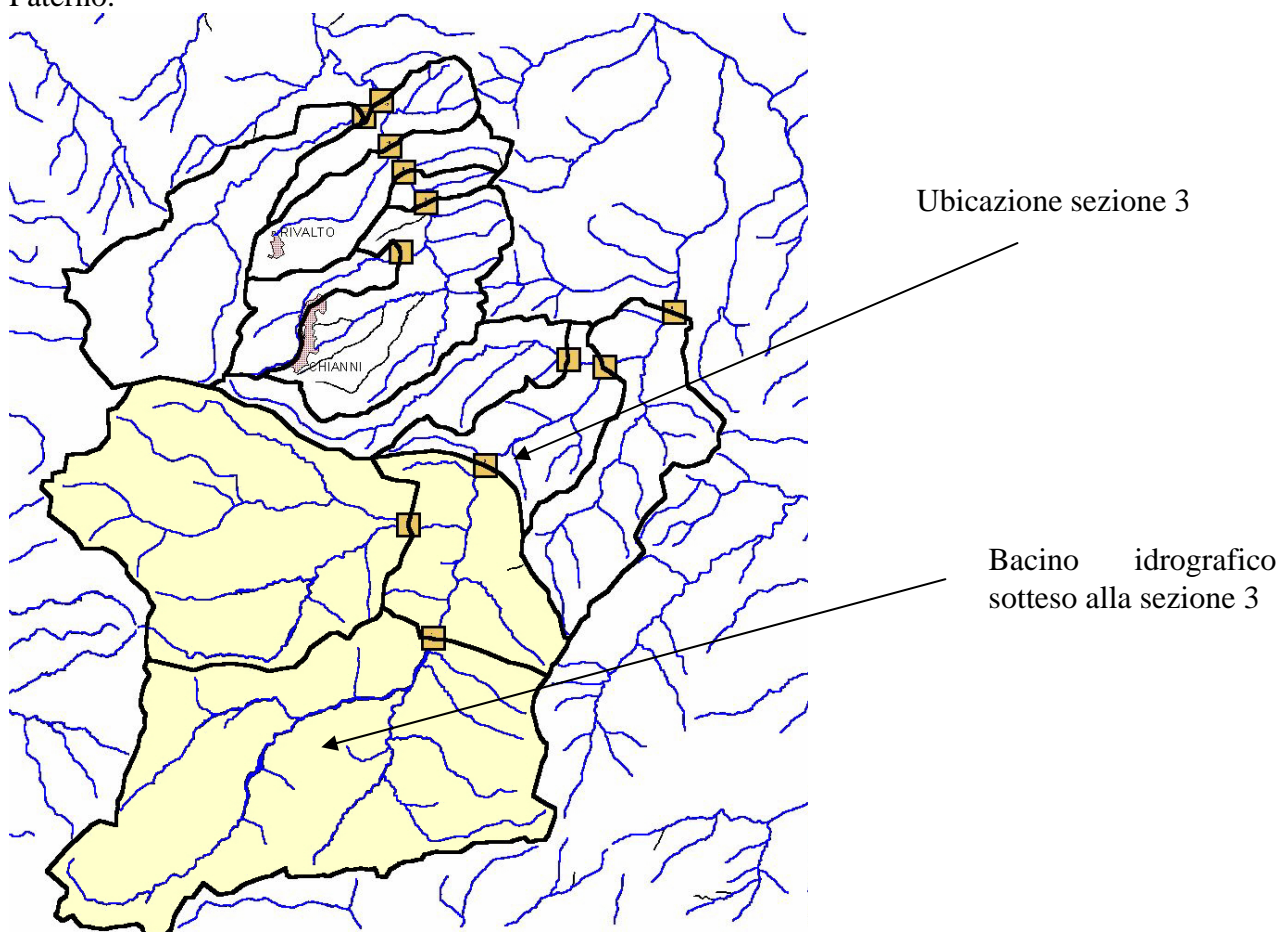 Paterno.
Ubicazione sezione 3
RIVALTO
CHIANNI
Bacino idrografico
sotteso alla sezione 3